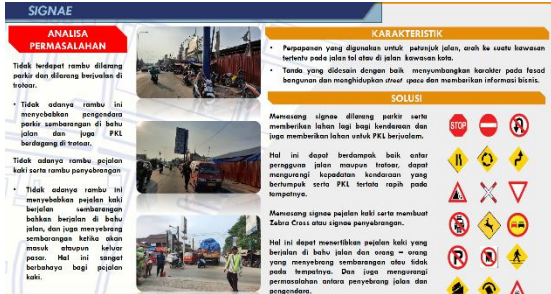 SIGNAE
ANALISA
PERMASALAHAN
Tidak terdapat rambu dilarang
parkir dan dilarang berjualan di
trotoar.
• Tidak adanya rambu ini
menyebabkan pengendara
parkir sembarangan di bahu
jalan dan juga PKL
berdagang di trotoar.
Tidak adanya rambu pejalan
kaki serta rambu penyebrangan
• Tidak adanya rambu ini
menyebabkan pejalan kaki
berjalan sembarangan
bahkan berjalan di bahu
jalan, dan juga menyebrang
sembarangan ketika akan
masuk ataupun keluar
pasar. Hal ini sangat
berbahaya bagi pejalan
kaki.
KARAKTERISTIK
• Perpapanan yang digunakan untuk petunjuk jalan, arah ke suatu kawasan
tertentu pada jalan tol atau di jalan kawasan kota.
• Tanda yang didesain dengan baik menyumbangkan karakter pada fasad
bangunan dan menghidupkan street space dan memberikan informasi bisnis.
SOLUSI
Memasang signae dilarang parkir serta
memberikan lahan lagi bagi kendaraan dan
juga memberikan lahan untuk PKL berjualan.
Hal ini dapat berdampak baik antar
pengguna jalan maupun trotoar, dapat
mengurangi kepadatan kendaraan yang
bertumpuk serta PKL tertata rapih pada
tempatnya.
Memasang signae pejalan kaki serta membuat
Zebra Cross atau signae penyebrangan.
Hal ini dapat menertibkan pejalan kaki yang
berjalan di bahu jalan dan orang – orang
yang menyebrang sembarangan atau tidak
pada tempatnya. Dan juga mengurangi
permasalahan antara penyebrang jalan dan
pengendara.
STOP
P